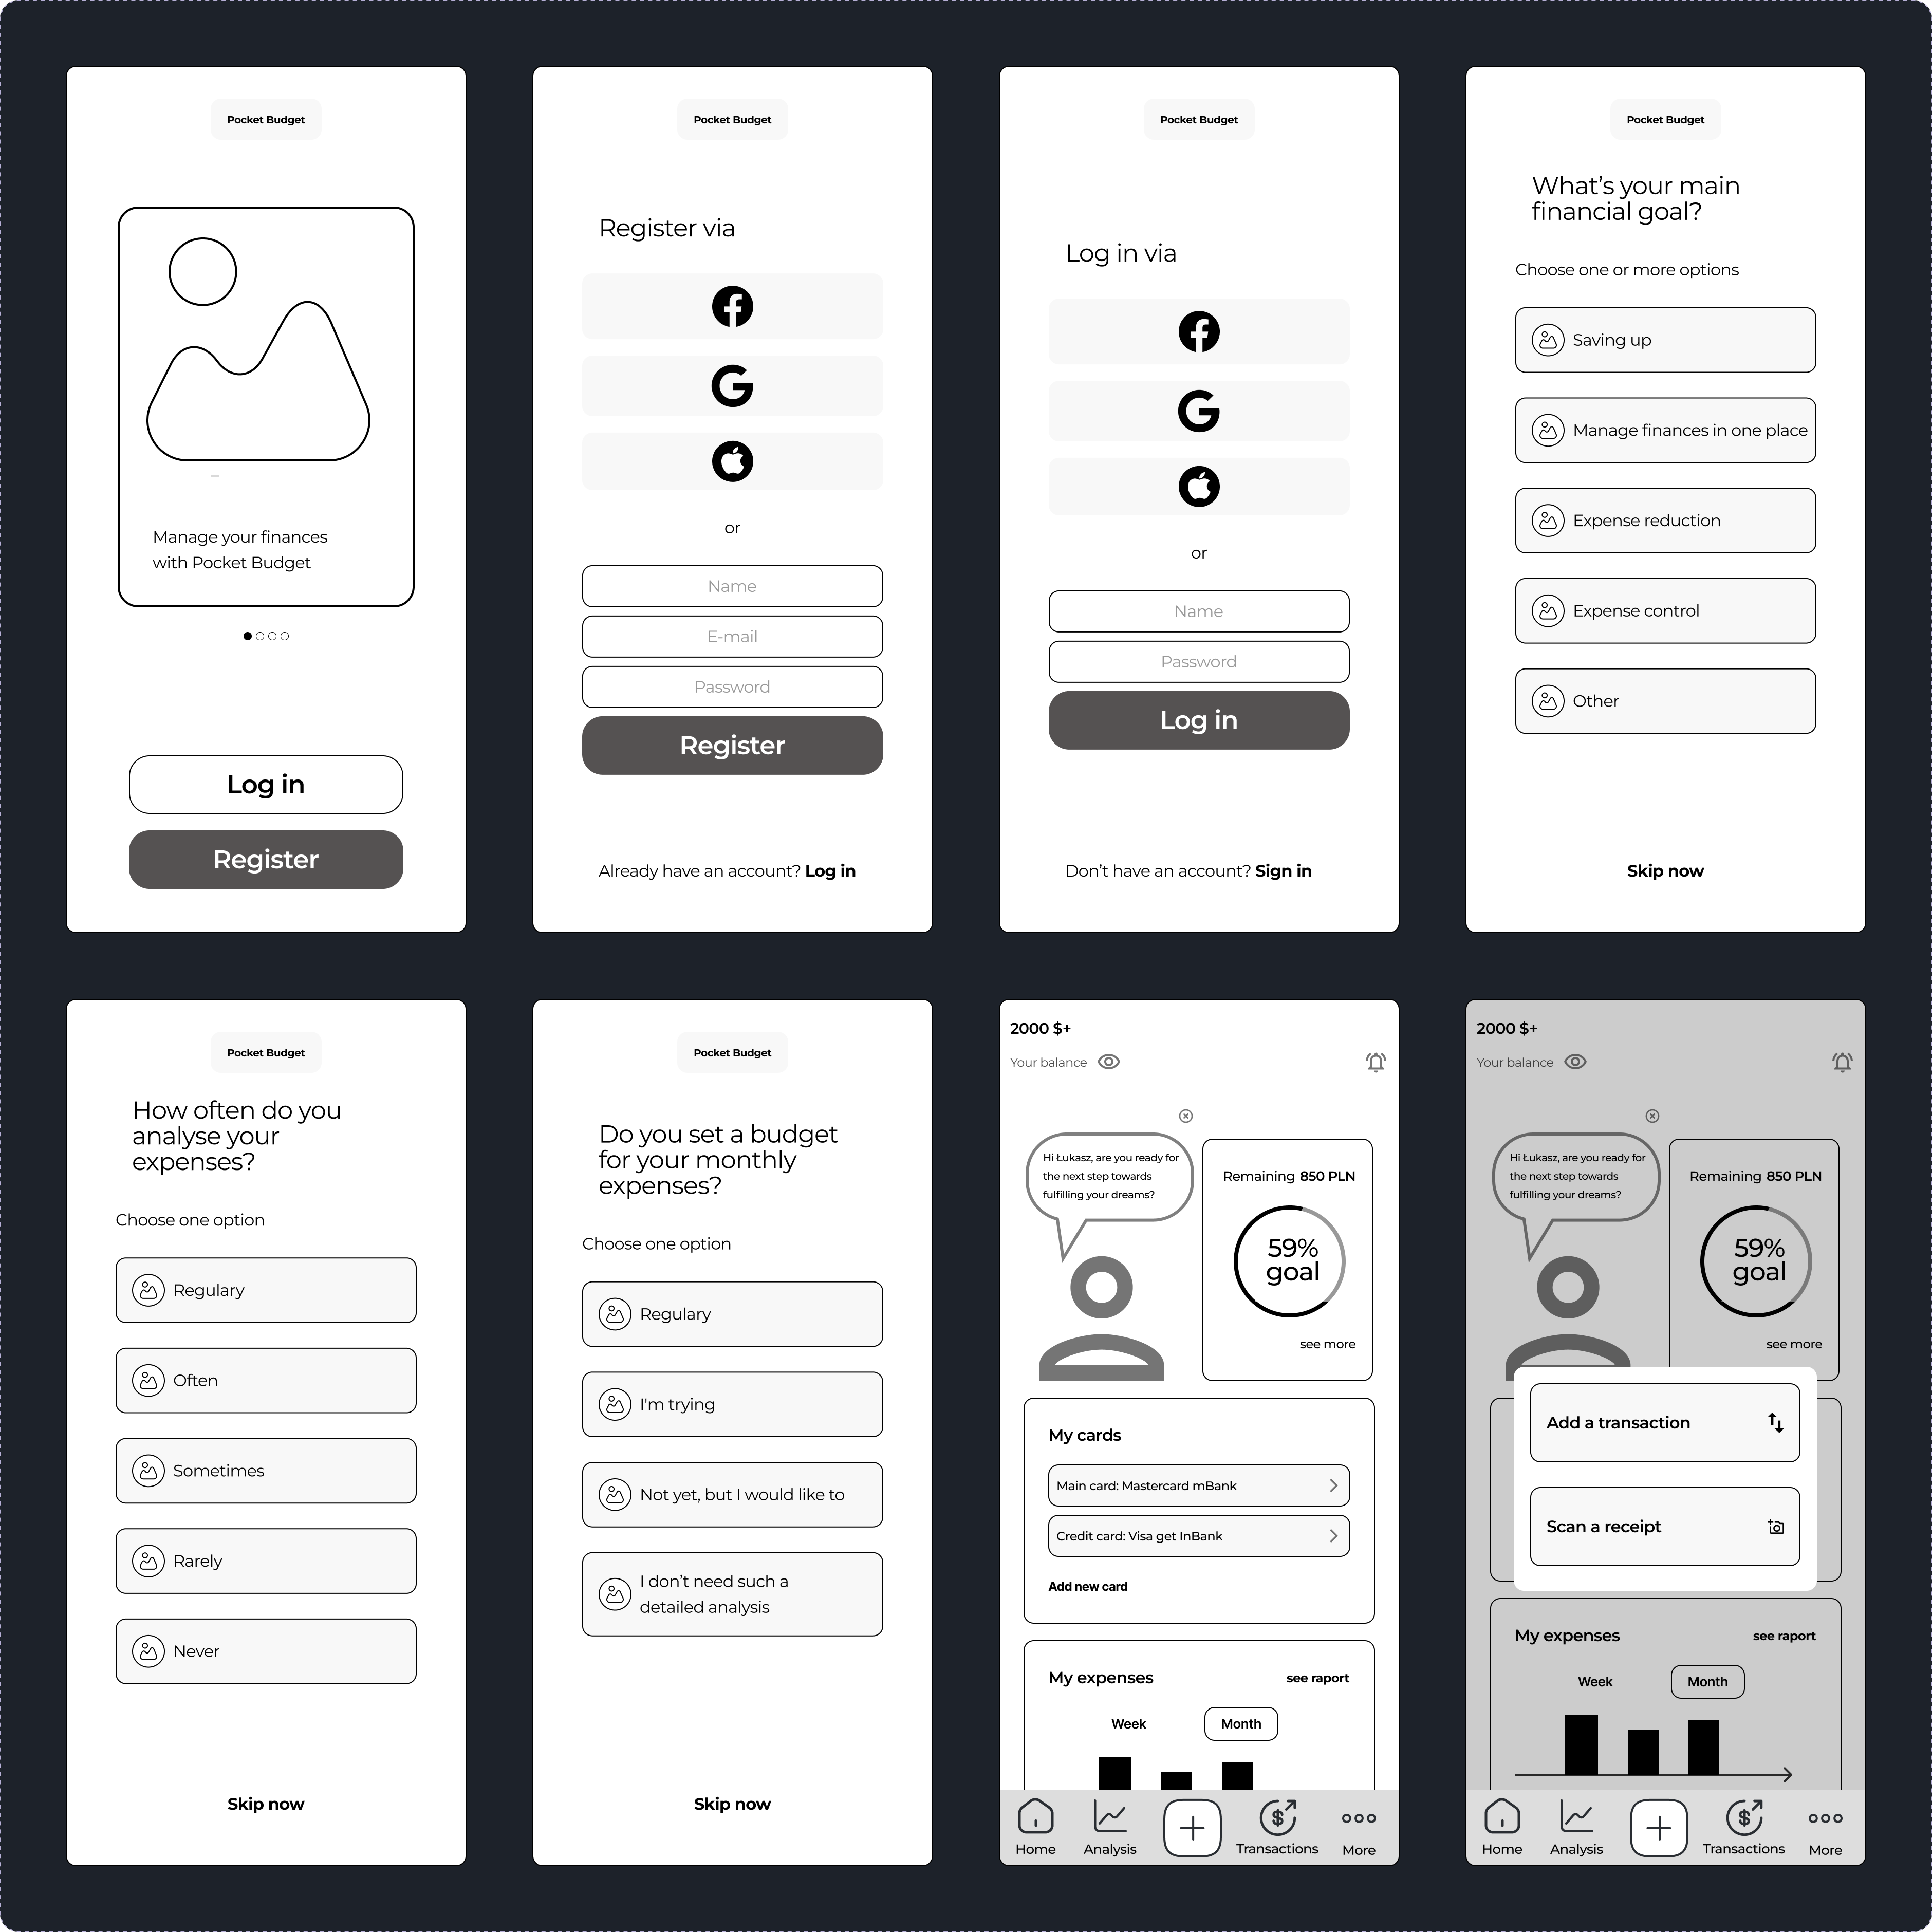 Pocket Budget
Manage your finances
with Pocket Budget
Log in
Register
Pocket Budget
Register via
or
Name
E-mail
Password
Register
Already have an account? Log in
Pocket Budget
Log in via
or
Name
Password
Log in
Don’t have an account? Sign in
Pocket Budget
What’s your main
financial goal?
Choose one or more options
Saving up
Manage finances in one place
Expense reduction
Expense control
Other
Skip now
Pocket Budget
How often do you
analyse your
expenses?
Choose one option
Regulary
Often
Sometimes
Rarely
Never
Skip now
Pocket Budget
Do you set a budget
for your monthly
expenses?
Choose one option
Regulary
I'm trying
Not yet, but I would like to
I don’t need such a
detailed analysis
Skip now
2000 $+
Your balance
Hi Łukasz, are you ready for
the next step towards
fulfilling your dreams?
Remaining 850 PLN
59%
goal
see more
My cards
Main card: Mastercard mBank
Credit card: Visa get InBank
Add new card
My expenses see raport
Week Month
Home Analysis Transactions More
2000 $+
Your balance
Hi Łukasz, are you ready for
the next step towards
fulfilling your dreams?
Remaining 850 PLN
59%
goal
see more
Add a transaction
Scan a receipt
My expenses see raport
Week Month
Home Analysis Transactions More